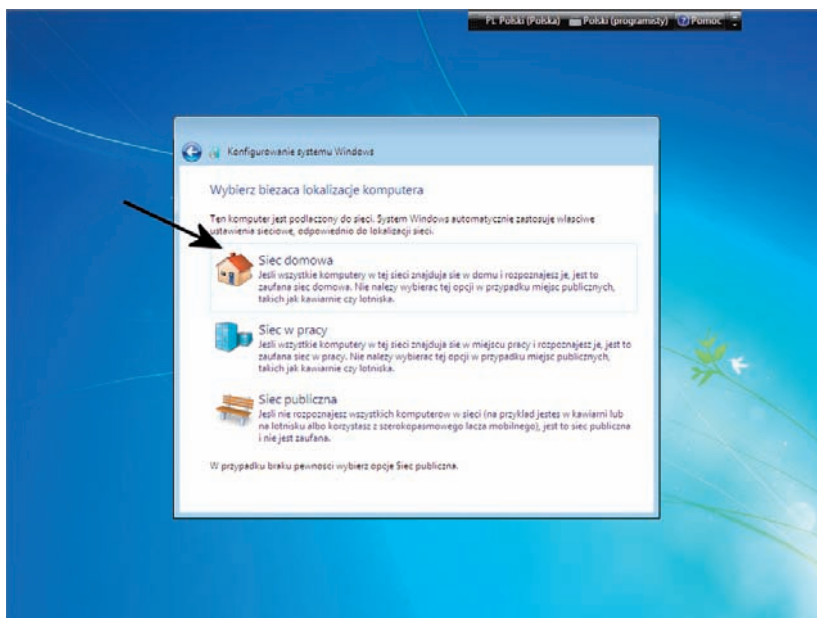 PL Polski (Polska) Polski (programisty) Pomoc
Konfigurowanie systemu Windows
Wybierz biezaca lokalizacje komputera
Ten komputer jest podlaczony do sieci. System Windows automatycznie zastosuje wlasciwe
ustawienia sieciowe, odpowiednio do lokalizacji sieci.
Siec domowa
Jesli wszystkie komputery w tej sieci znajduja sie w domu i rozpoznajesz je, jest to
zaufana siec domowa. Nie nalezy wybierac tej opcji w przypadku miejsc publicznych,
takich jak kawiarnie czy lotniska.
Siec w pracy
Jesli wszystkie komputery w tej sieci znajduja sie w miejscu pracy i rozpoznajesz je, jest to
zaufana siec w pracy. Nie nalezy wybierac tej opcji w przypadku miejsc publicznych,
takich jak kawiarnie czy lotniska.
Siec publiczna
Jesli nie rozpoznajesz wszystkich komputerow w sieci (na przyklad jestes w kawiarni lub
na lotnisku albo korzystasz z szerokopasmowego lacza mobilnego), jest to siec publiczna
i nie jest zaufana.
W przypadku braku pewnosci wybierz opcje Siec publiczna.